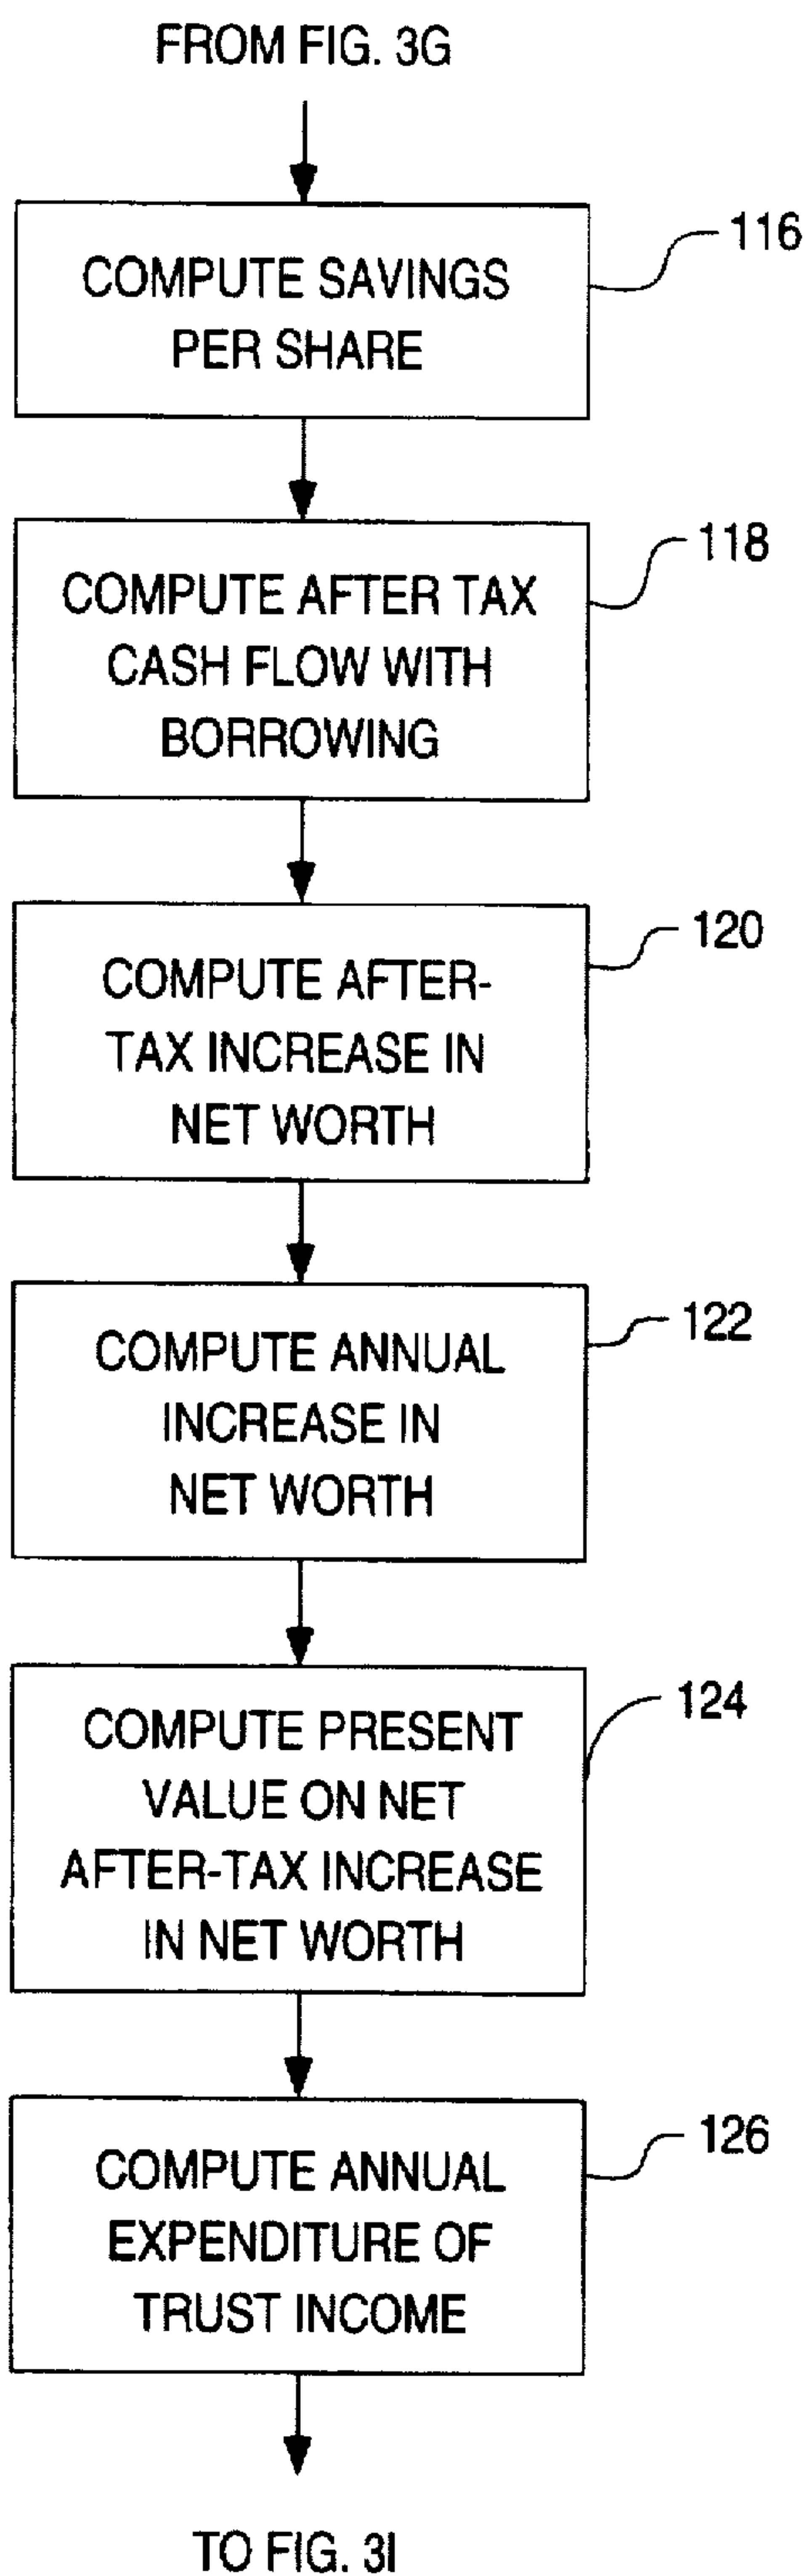 FROM FIG. 3G
116
COMPUTE SAVINGS
PER SHARE
118
COMPUTE AFTER TAX
CASH FLOW WITH
BORROWING
120
COMPUTE AFTER-
TAX INCREASE IN
NET WORTH
122
COMPUTE ANNUAL
INCREASE IN
NET WORTH
124
COMPUTE PRESENT
VALUE ON NET
AFTER-TAX INCREASE
IN NET WORTH
126
COMPUTE ANNUAL
EXPENDITURE OF
TRUST INCOME
TO FIG. 3I